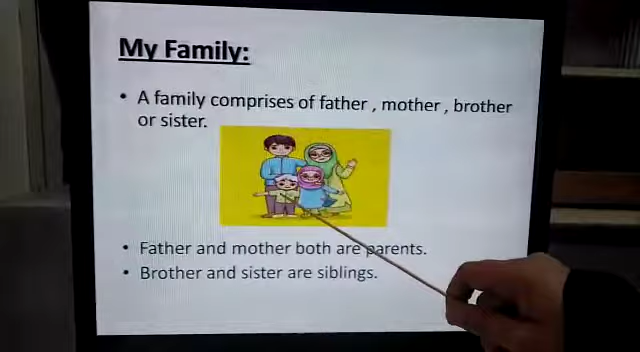 My Family:
• A family comprises of father , mother , brother
or sister.
• Father and mother both are parents.
• Brother and sister are siblings.